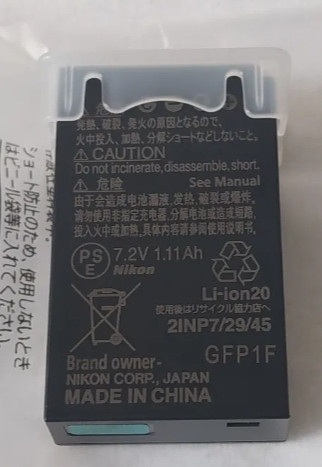 危
発熱、破裂、発火の原因となるので、
火中投入、加熱、分解ショートなどしないこと。
CAUTION
Do not incinerate, disassemble, short.
危险 See Manual
由于会造成电池漏液，发热，破裂或爆炸。
请勿使用非指定充电器，分解电池或造成短路，
投入火中或加热。具体内容请参阅使用说明书。
PS
E
7.2V 1.11Ah
Nikon
Li-ion20
使用後はリサイクル協力店へ
2INP7/29/45
Brand owner- GFP1F
NIKON CORP., JAPAN
MADE IN CHINA
ショート防止のため、使用しないとき
はビニール袋等に入れてください。